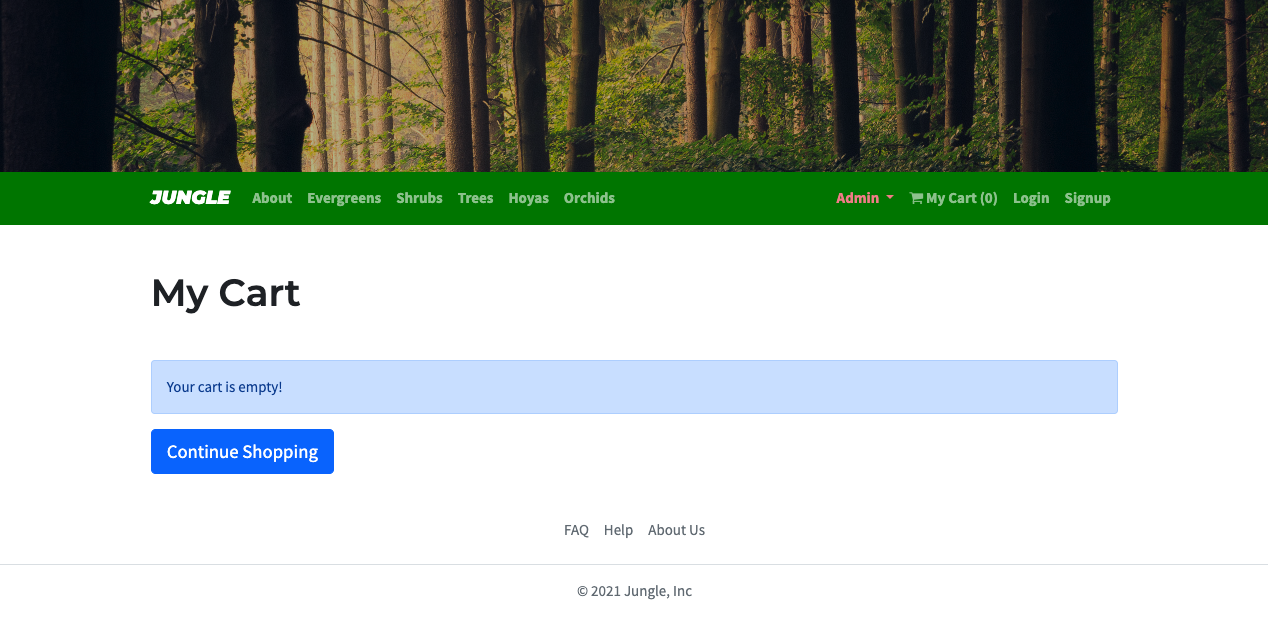 JUNGLE About Evergreens Shrubs Trees Hoyas Orchids Admin My Cart (0) Login Signup
My Cart
Your cart is empty!
Continue Shopping
FAQ Help About Us
© 2021 Jungle, Inc